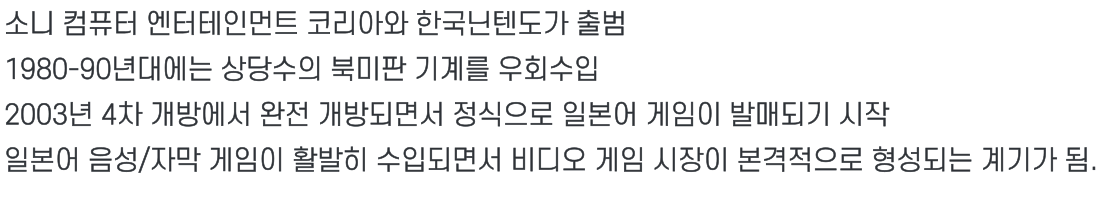 소니 컴퓨터 엔터테인먼트 코리아와 한국닌텐도가 출범
1980-90년대에는 상당수의 북미판 기계를 우회수입
2003년 4차 개방에서 완전 개방되면서 정식으로 일본어 게임이 발매되기 시작
일본어 음성/자막 게임이 활발히 수입되면서 비디오 게임 시장이 본격적으로 형성되는 계기가 됨.